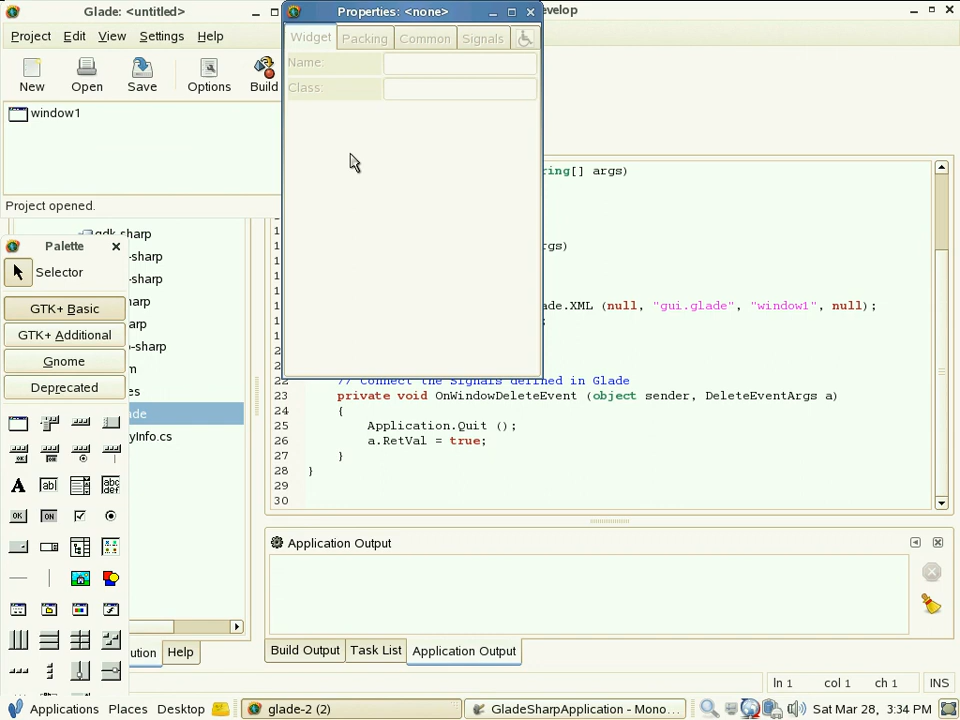 Glade: <untitled>
Project Edit View Settings Help
New Open Save Options Build
window1
Project opened.
Properties: <none>
Widget Packing Common Signals
Name:
Class:
evelop
ring[] args)
rgs)
de.XML (null, "gui.glade", "window1", null);
;
22 // Connect the Signals defined in Glade
23 private void OnWindowDeleteEvent (object sender, DeleteEventArgs a)
24 {
25 Application.Quit ();
26 a.RetVal = true;
27 }
28 }
29
30
gdk-sharp
-sharp
-sharp
harp
arp
o-sharp
m
es
ade
yInfo.cs
Palette
Selector
GTK+ Basic
GTK+ Additional
Gnome
Deprecated
Application Output
ution Help
Build Output Task List Application Output
ln 1 col 1 ch 1 INS
Applications Places Desktop glade-2 (2) GladeSharpApplication - Mono... Sat Mar 28, 3:34 PM